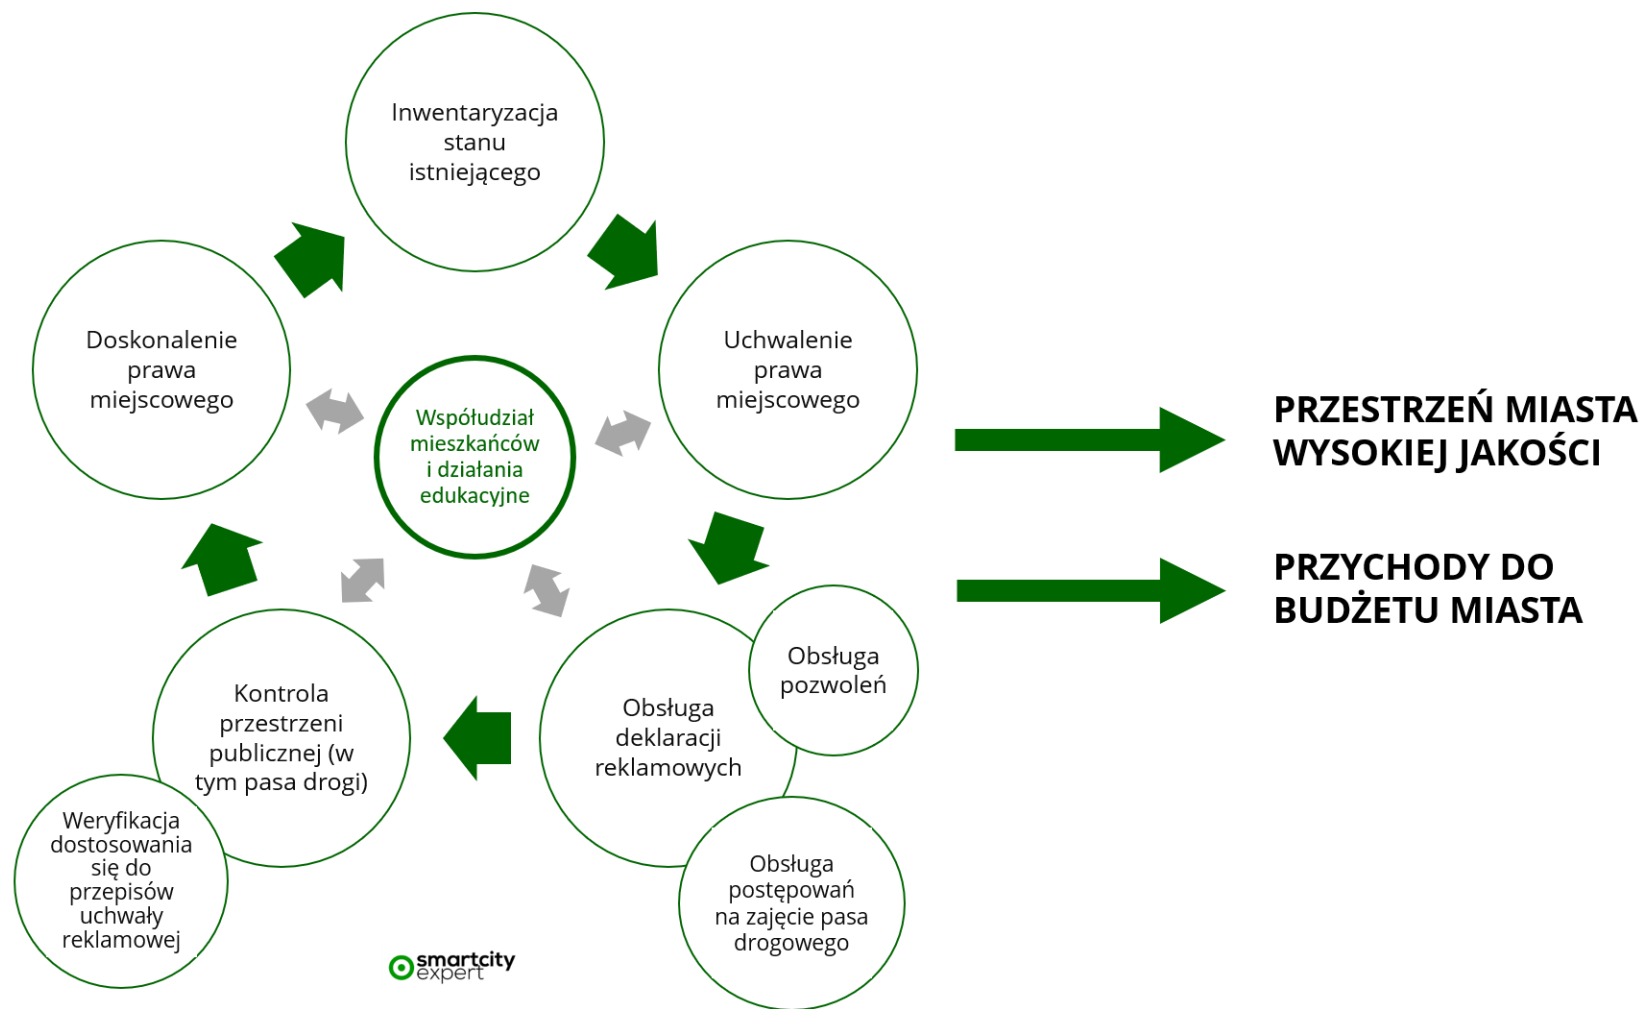 Inwentaryzacja
stanu
istniejącego
Doskonalenie
prawa
miejscowego
Uchwalenie
prawa
miejscowego
Współudział
mieszkańców
i działania
edukacyjne
PRZESTRZEŃ MIASTA
WYSOKIEJ JAKOŚCI
PRZYCHODY DO
BUDŻETU MIASTA
Kontrola
przestrzeni
publicznej (w
tym pasa drogi)
Obsługa
deklaracji
reklamowych
Obsługa
pozwoleń
Weryfikacja
dostosowania
się do
przepisów
uchwały
reklamowej
Obsługa
postępowań
na zajęcie pasa
drogowego
smartcity
expert